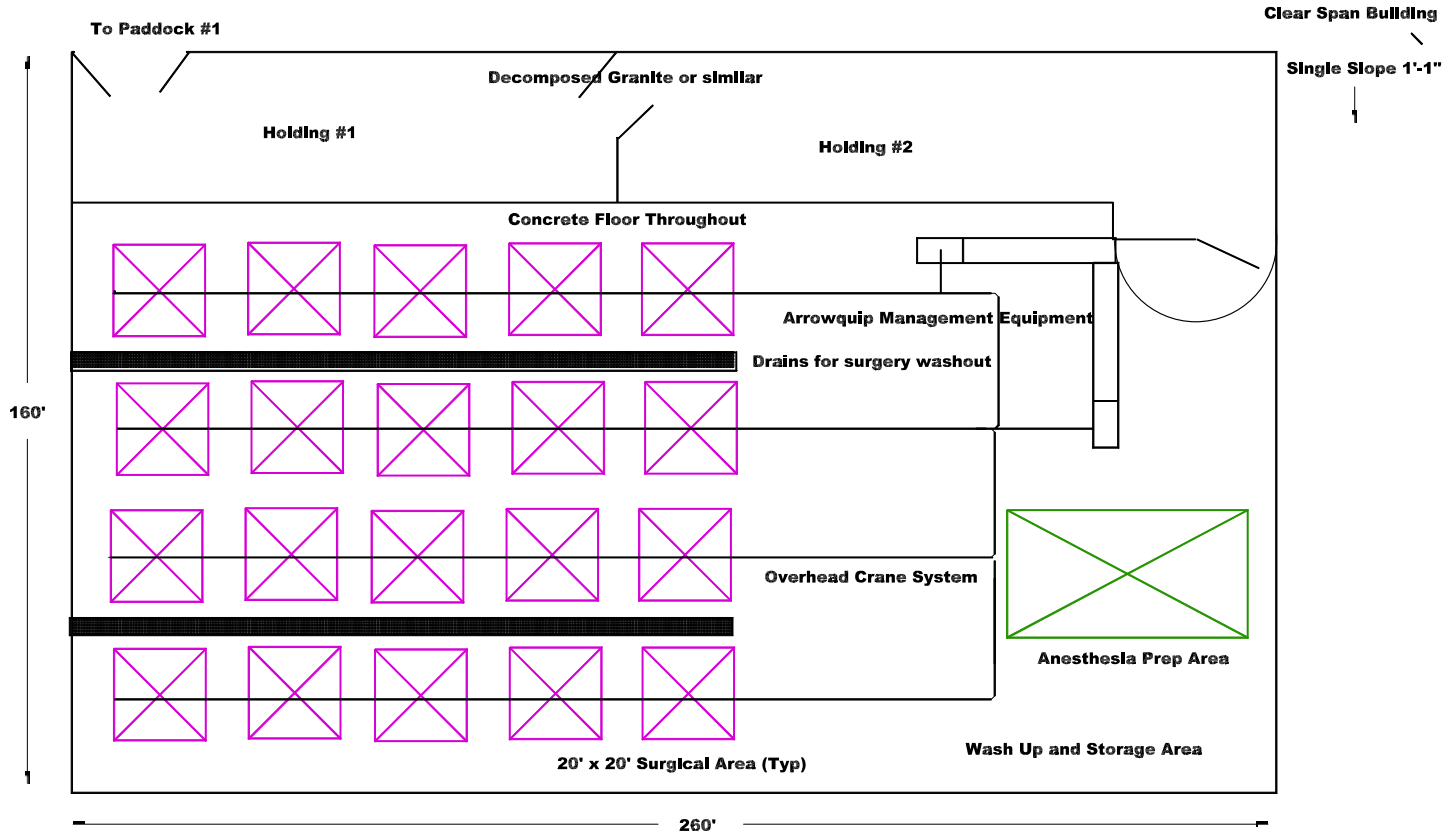 Clear Span Building
To Paddock #1
Single Slope 1'-1"
Decomposed Granite or similar
Holding #1
Holding #2
Concrete Floor Throughout
Arrowquip Management Equipment
Drains for surgery washout
160'
Overhead Crane System
Anesthesia Prep Area
Wash Up and Storage Area
20' x 20' Surgical Area (Typ)
260'